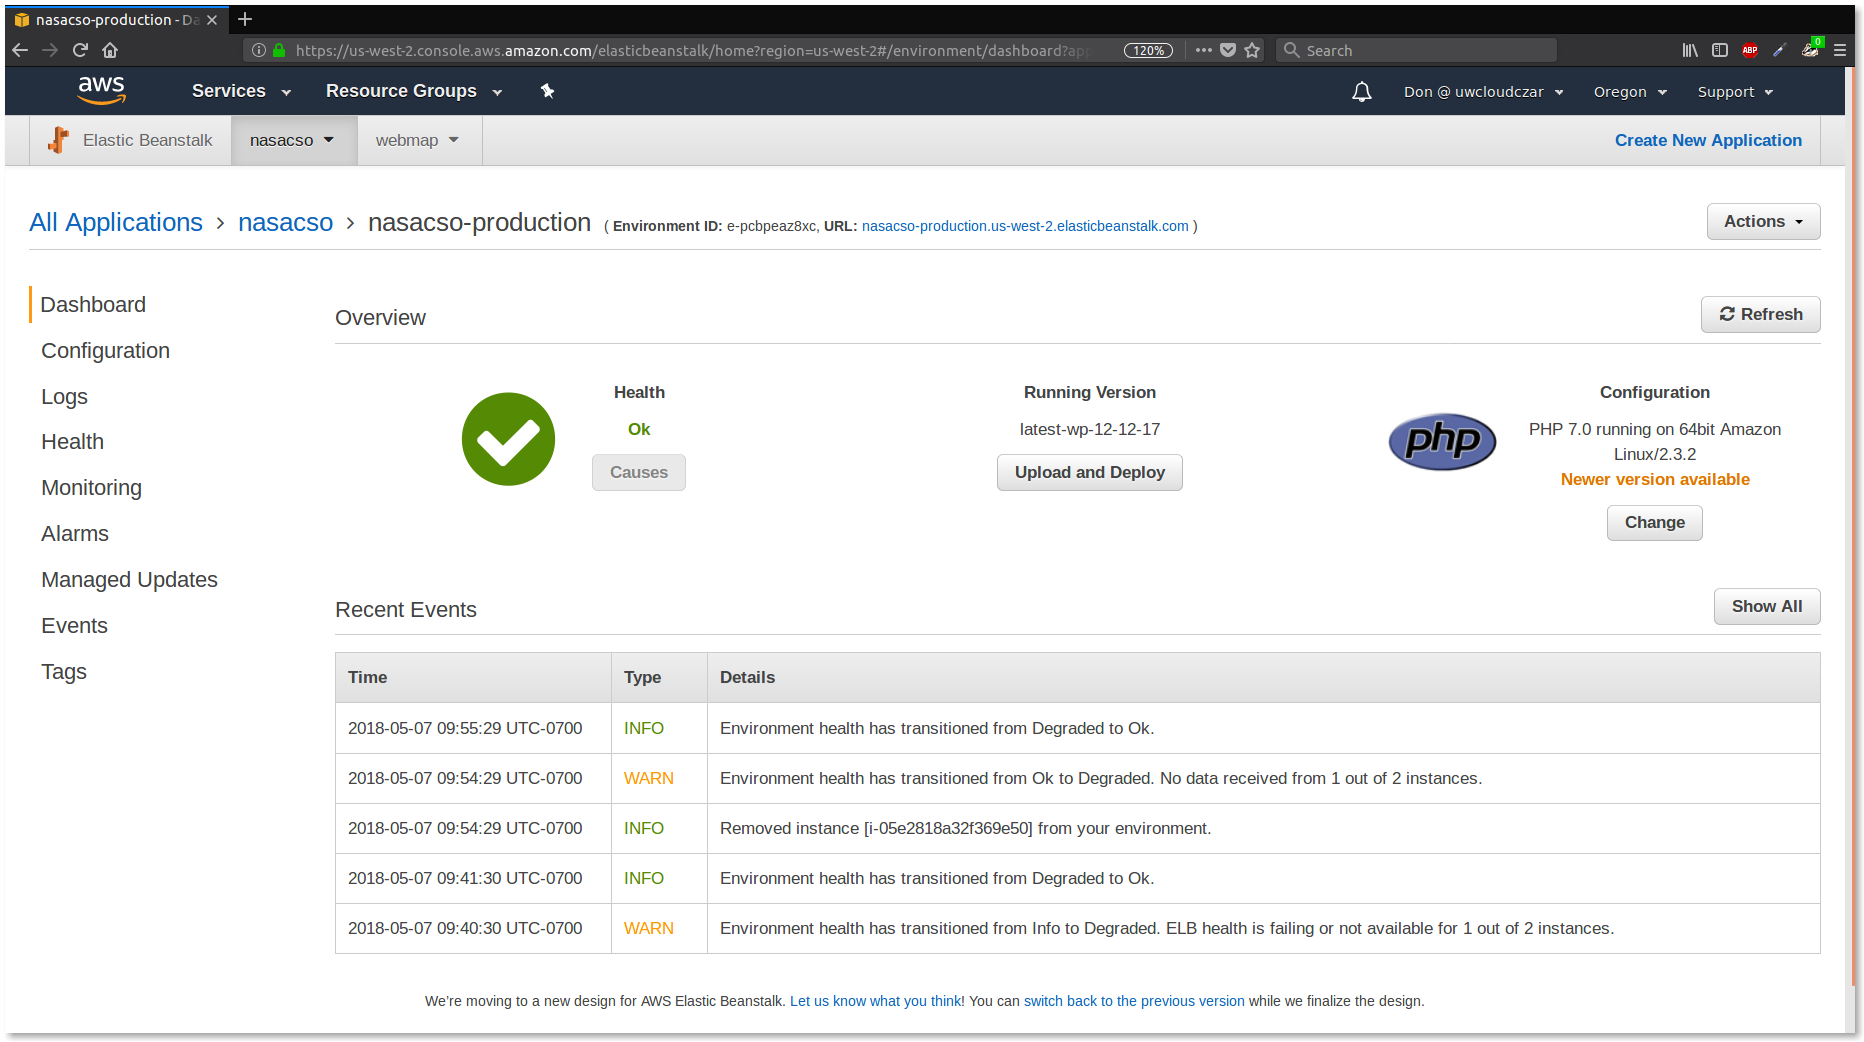 nasacso-production - Da
https://us-west-2.console.aws.amazon.com/elasticbeanstalk/home?region=us-west-2#/environment/dashboard?app
120%
Search
ABP
0
aws
Services
Resource Groups
Don @ uwcloudczar
Oregon
Support
Elastic Beanstalk
nasacso
webmap
Create New Application
All Applications > nasacso > nasacso-production ( Environment ID: e-pcbpeaz8xc, URL: nasacso-production.us-west-2.elasticbeanstalk.com )
Actions
Dashboard
Configuration
Logs
Health
Monitoring
Alarms
Managed Updates
Events
Tags
Overview
Refresh
Health
Ok
Causes
Running Version
latest-wp-12-12-17
Upload and Deploy
php
Configuration
PHP 7.0 running on 64bit Amazon
Linux/2.3.2
Newer version available
Change
Recent Events
Show All
Time Type Details
2018-05-07 09:55:29 UTC-0700 INFO Environment health has transitioned from Degraded to Ok.
2018-05-07 09:54:29 UTC-0700 WARN Environment health has transitioned from Ok to Degraded. No data received from 1 out of 2 instances.
2018-05-07 09:54:29 UTC-0700 INFO Removed instance [i-05e2818a32f369e50] from your environment.
2018-05-07 09:41:30 UTC-0700 INFO Environment health has transitioned from Degraded to Ok.
2018-05-07 09:40:30 UTC-0700 WARN Environment health has transitioned from Info to Degraded. ELB health is failing or not available for 1 out of 2 instances.
We're moving to a new design for AWS Elastic Beanstalk. Let us know what you think! You can switch back to the previous version while we finalize the design.